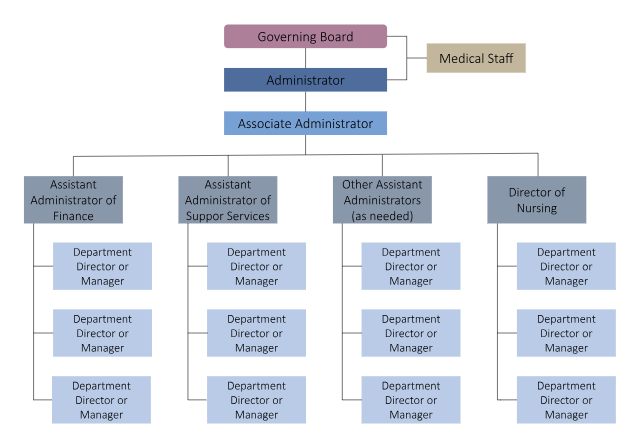 Governing Board
Medical Staff
Administrator
Associate Administrator
Assistant
Administrator of
Finance
Assistant
Administrator of
Suppor Services
Other Assistant
Administrators
(as needed)
Director of
Nursing
Department
Director or
Manager
Department
Director or
Manager
Department
Director or
Manager
Department
Director or
Manager
Department
Director or
Manager
Department
Director or
Manager
Department
Director or
Manager
Department
Director or
Manager
Department
Director or
Manager
Department
Director or
Manager
Department
Director or
Manager
Department
Director or
Manager